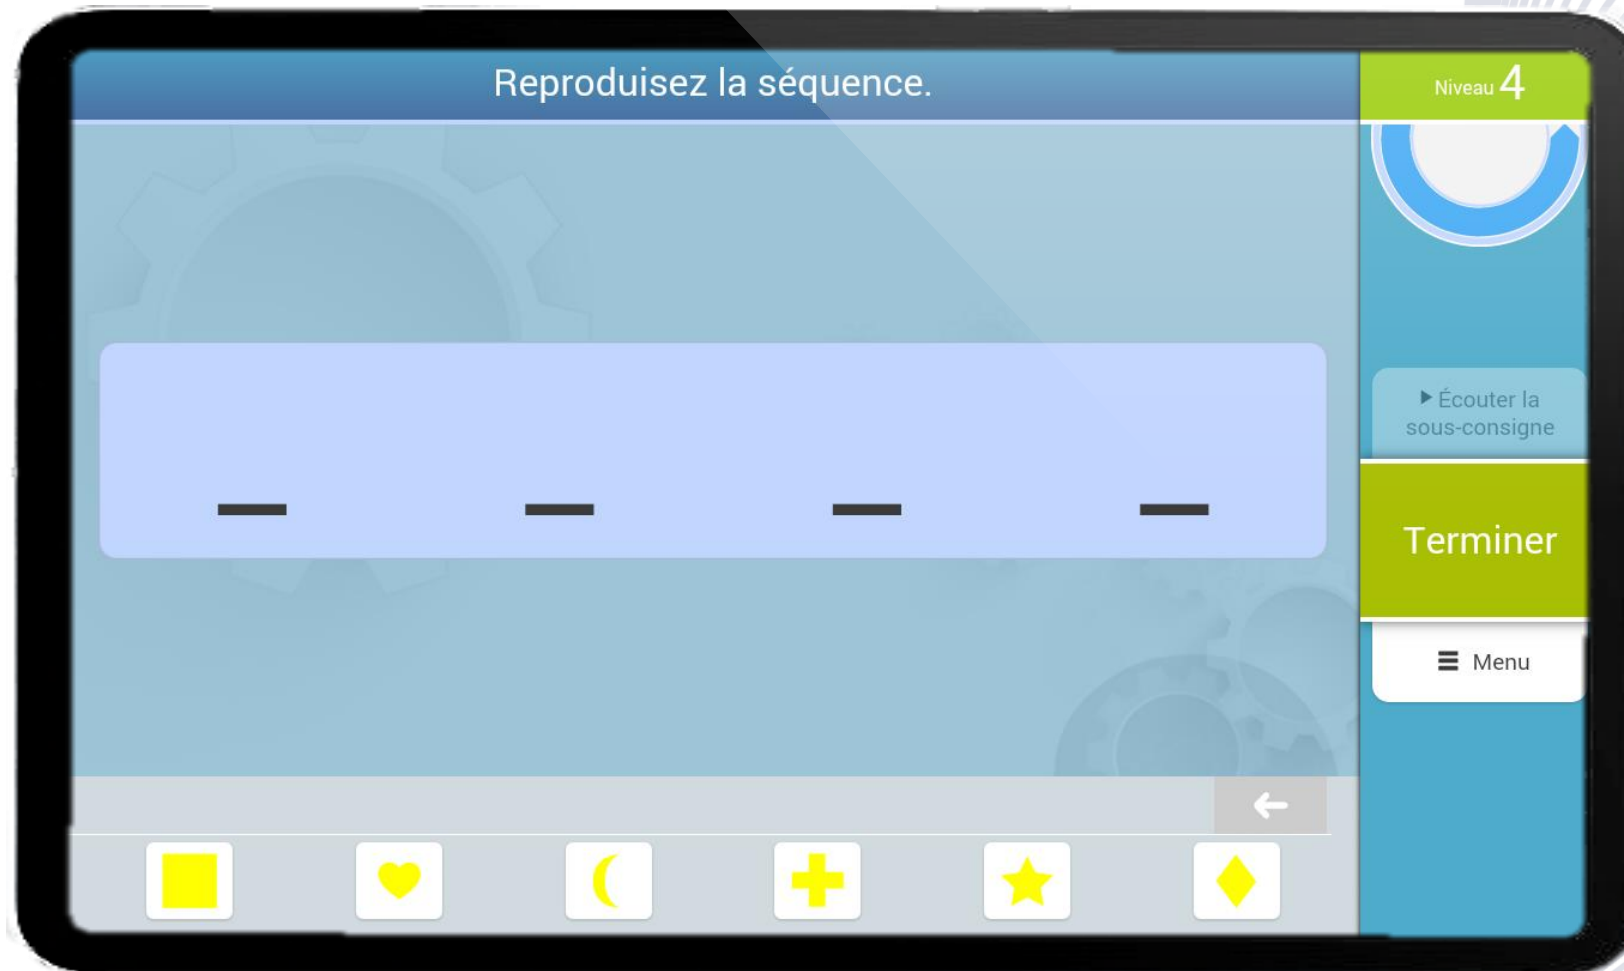 Reproduisez la séquence.
Niveau 4
Écouter la
sous-consigne
Terminer
Menu